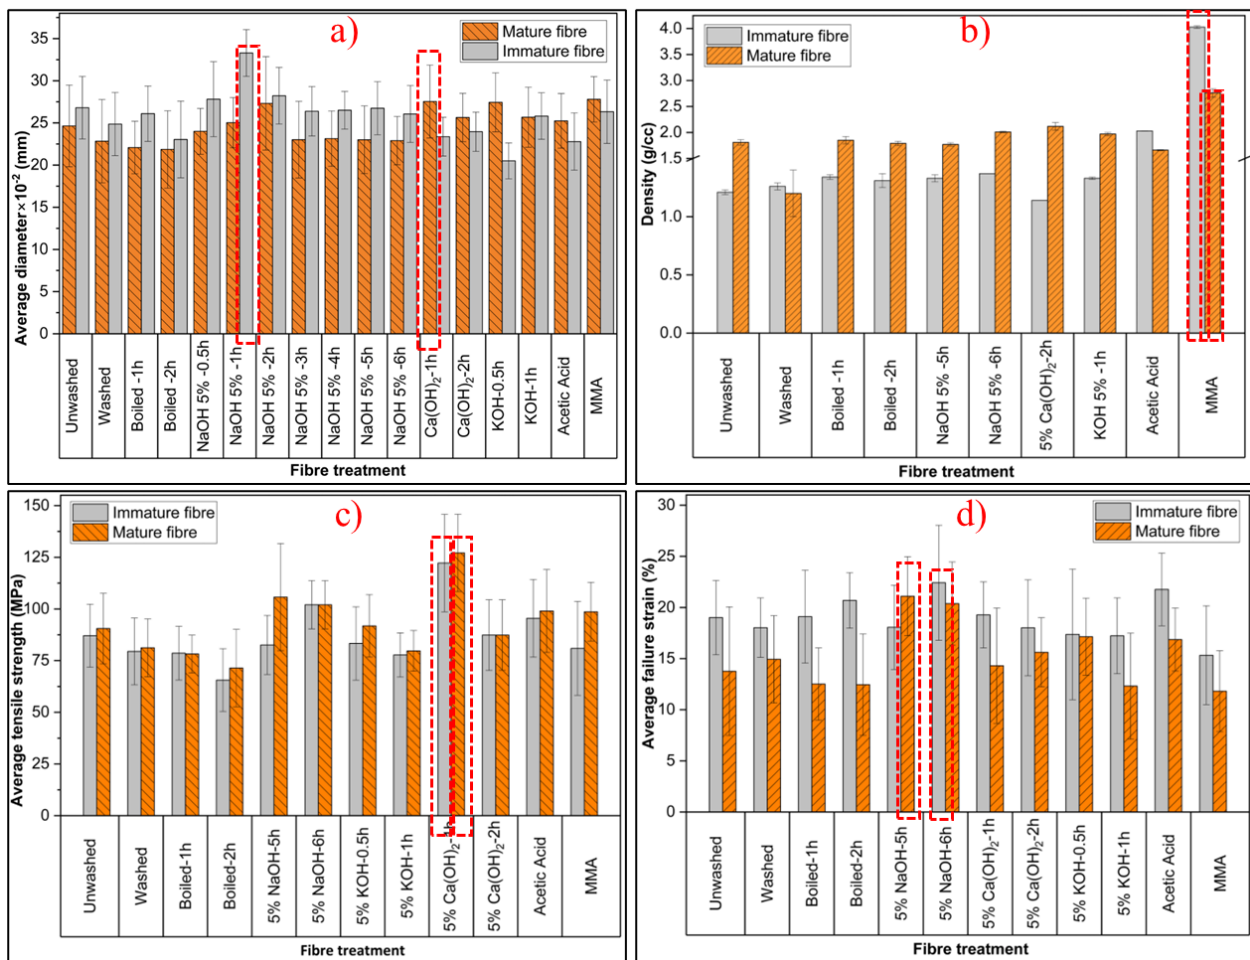 a)
Mature fibre
Immature fibre
35
30
25
20
15
10
5
0
Average diameter×10⁻² (mm)
Unwashed
Washed
Boiled -1h
Boiled -2h
NaOH 5% -0.5h
NaOH 5% -1h
NaOH 5% -2h
NaOH 5% -3h
NaOH 5% -4h
NaOH 5% -5h
NaOH 5% -6h
Ca(OH)₂-1h
Ca(OH)₂-2h
KOH-0.5h
KOH-1h
Acetic Acid
MMA
Fibre treatment
b)
Immature fibre
Mature fibre
4.0
3.5
3.0
2.5
2.0
1.5
1.0
0.5
0.0
Density (g/cc)
Unwashed
Washed
Boiled -1h
Boiled -2h
NaOH 5% -5h
NaOH 5% -6h
5% Ca(OH)₂-2h
KOH 5% -1h
Acetic Acid
MMA
Fibre treatment
c)
Immature fibre
Mature fibre
150
125
100
75
50
25
0
Average tensile strength (MPa)
Unwashed
Washed
Boiled-1h
Boiled-2h
5% NaOH-5h
5% NaOH-6h
5% KOH-0.5h
5% KOH-1h
5% Ca(OH)₂-1h
5% Ca(OH)₂-2h
Acetic Acid
MMA
Fibre treatment
d)
Immature fibre
Mature fibre
30
25
20
15
10
5
0
Average failure strain (%)
Unwashed
Washed
Boiled-1h
Boiled-2h
5% NaOH-5h
5% NaOH-6h
5% Ca(OH)₂-1h
5% Ca(OH)₂-2h
5% KOH-0.5h
5% KOH-1h
Acetic Acid
MMA
Fibre treatment